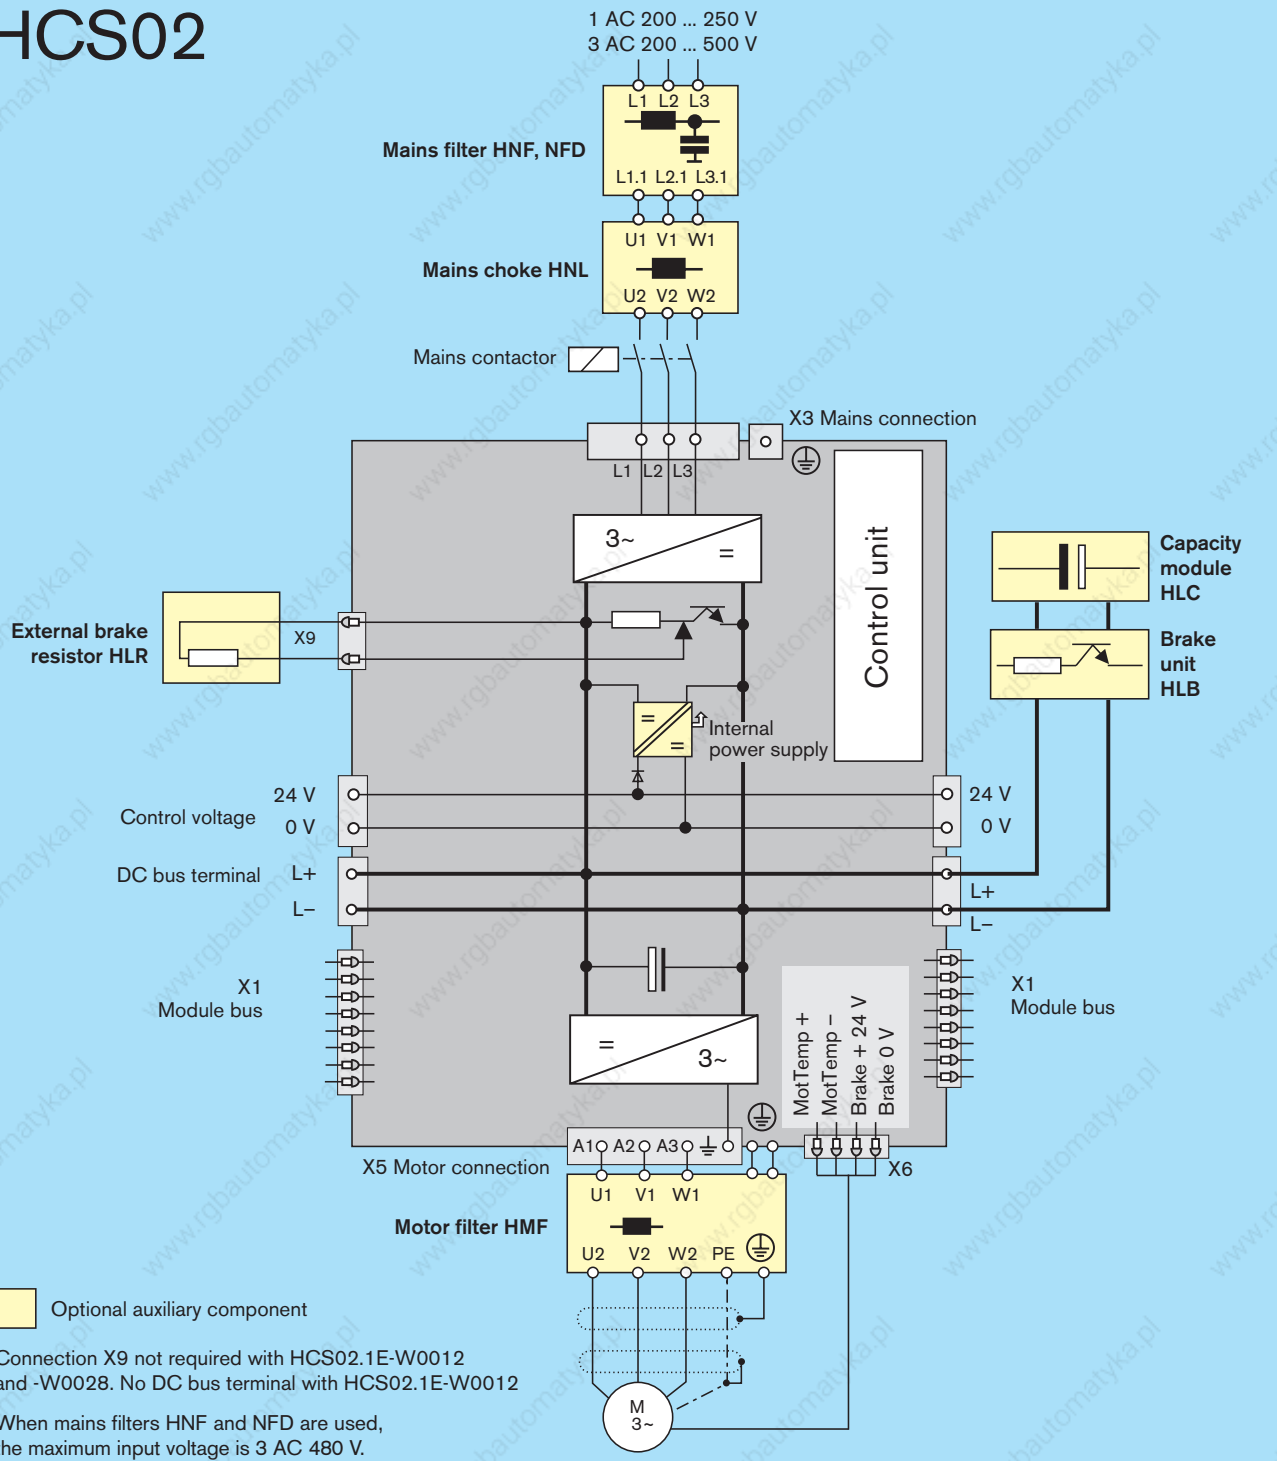 HCS02
1 AC 200 ... 250 V
3 AC 200 ... 500 V
L1 L2 L3
Mains filter HNF, NFD
L1.1 L2.1 L3.1
U1 V1 W1
Mains choke HNL
U2 V2 W2
Mains contactor
X3 Mains connection
L1 L2 L3
3~
=
Control unit
Capacity
module
HLC
External brake
resistor HLR
X9
Brake
unit
HLB
=
=
Internal
power supply
Control voltage
24 V
0 V
24 V
0 V
DC bus terminal
L+
L–
L+
L–
X1
Module bus
X1
Module bus
=
3~
MotTemp +
MotTemp –
Brake + 24 V
Brake 0 V
A1 A2 A3
X5 Motor connection
X6
U1 V1 W1
Motor filter HMF
U2 V2 W2 PE
M
3~
Optional auxiliary component
Connection X9 not required with HCS02.1E-W0012
and -W0028. No DC bus terminal with HCS02.1E-W0012
When mains filters HNF and NFD are used,
the maximum input voltage is 3 AC 480 V.
www.rgbautomatyka.pl